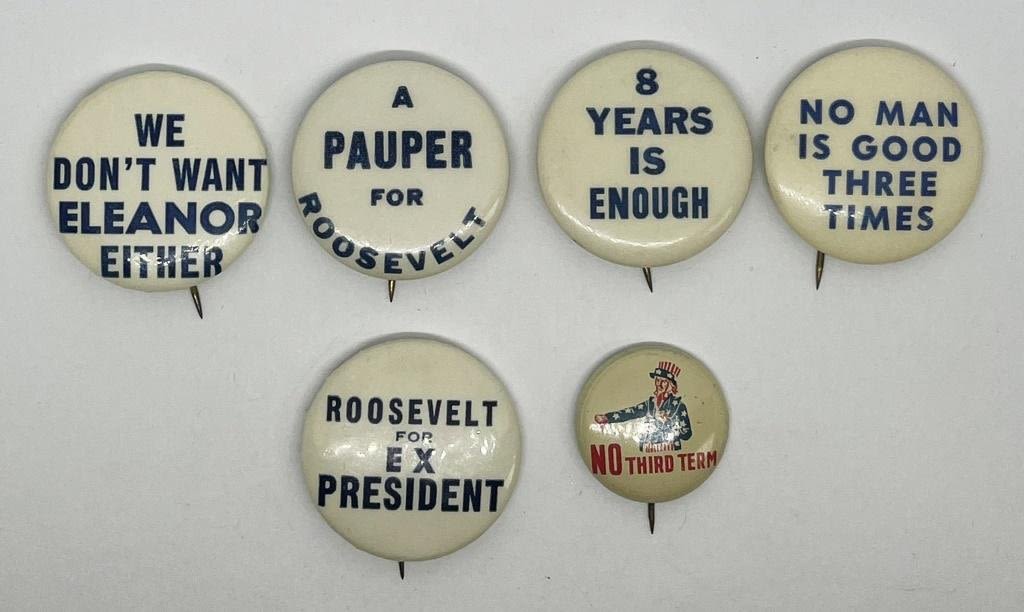 WE
DON'T WANT
ELEANOR
EITHER
A
PAUPER
FOR
ROOSEVELT
8
YEARS
IS
ENOUGH
NO MAN
IS GOOD
THREE
TIMES
ROOSEVELT
FOR
EX
PRESIDENT
NO THIRD TERM